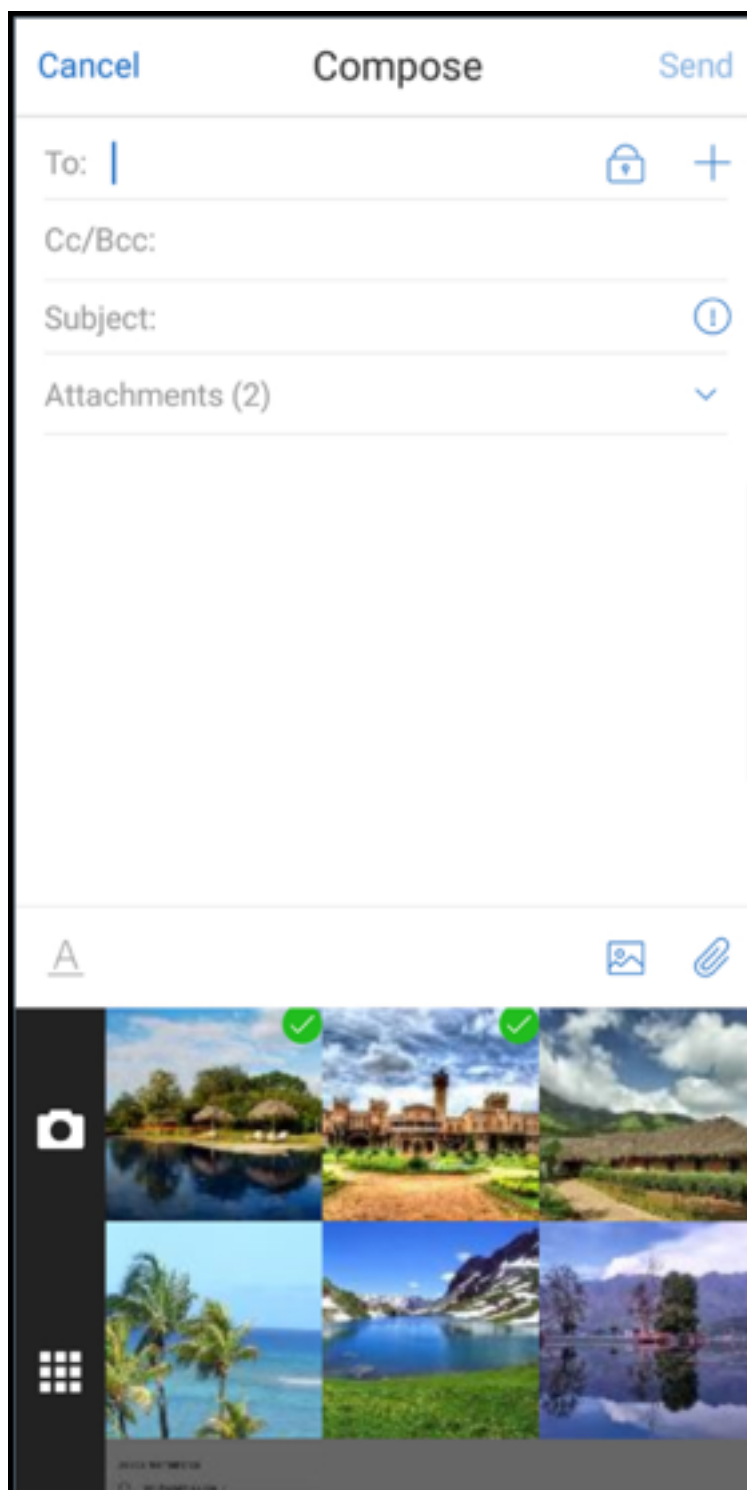 Cancel Compose Send
To:
Cc/Bcc:
Subject:
Attachments (2)
A